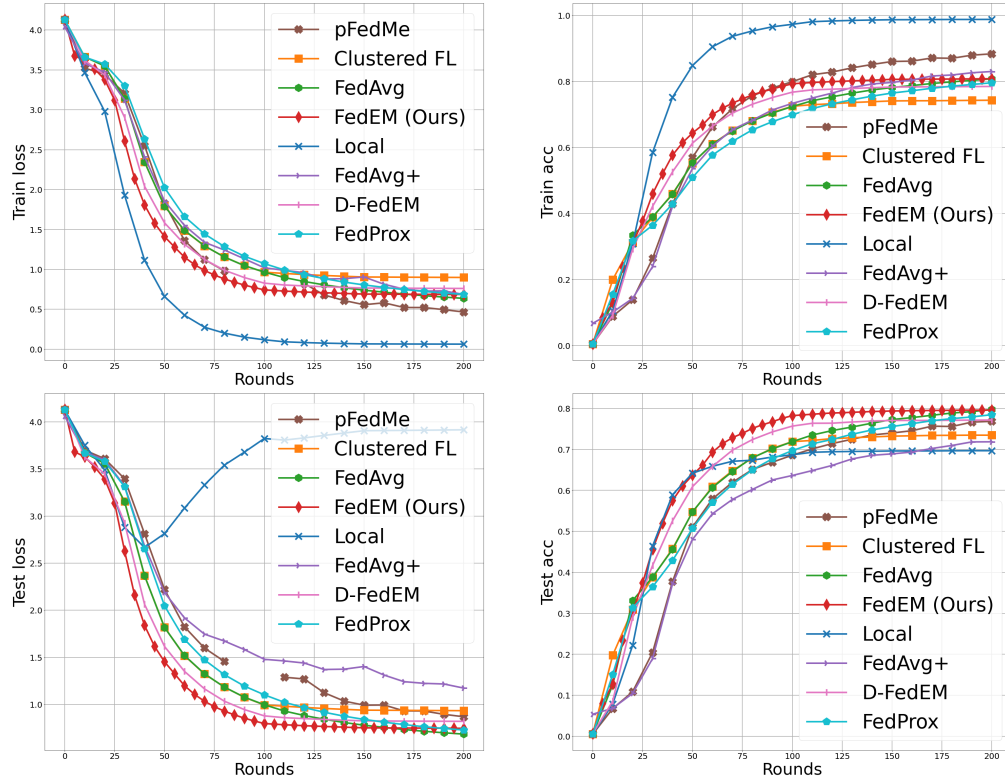 4.0
3.5
3.0
2.5
2.0
1.5
1.0
0.5
0.0
Train loss
pFedMe
Clustered FL
FedAvg
FedEM (Ours)
Local
FedAvg+
D-FedEM
FedProx
0 25 50 75 100 125 150 175 200
Rounds
1.0
0.8
0.6
0.4
0.2
0.0
Train acc
pFedMe
Clustered FL
FedAvg
FedEM (Ours)
Local
FedAvg+
D-FedEM
FedProx
0 25 50 75 100 125 150 175 200
Rounds
4.0
3.5
3.0
2.5
2.0
1.5
1.0
Test loss
pFedMe
Clustered FL
FedAvg
FedEM (Ours)
Local
FedAvg+
D-FedEM
FedProx
0 25 50 75 100 125 150 175 200
Rounds
0.8
0.7
0.6
0.5
0.4
0.3
0.2
0.1
0.0
Test acc
pFedMe
Clustered FL
FedAvg
FedEM (Ours)
Local
FedAvg+
D-FedEM
FedProx
0 25 50 75 100 125 150 175 200
Rounds